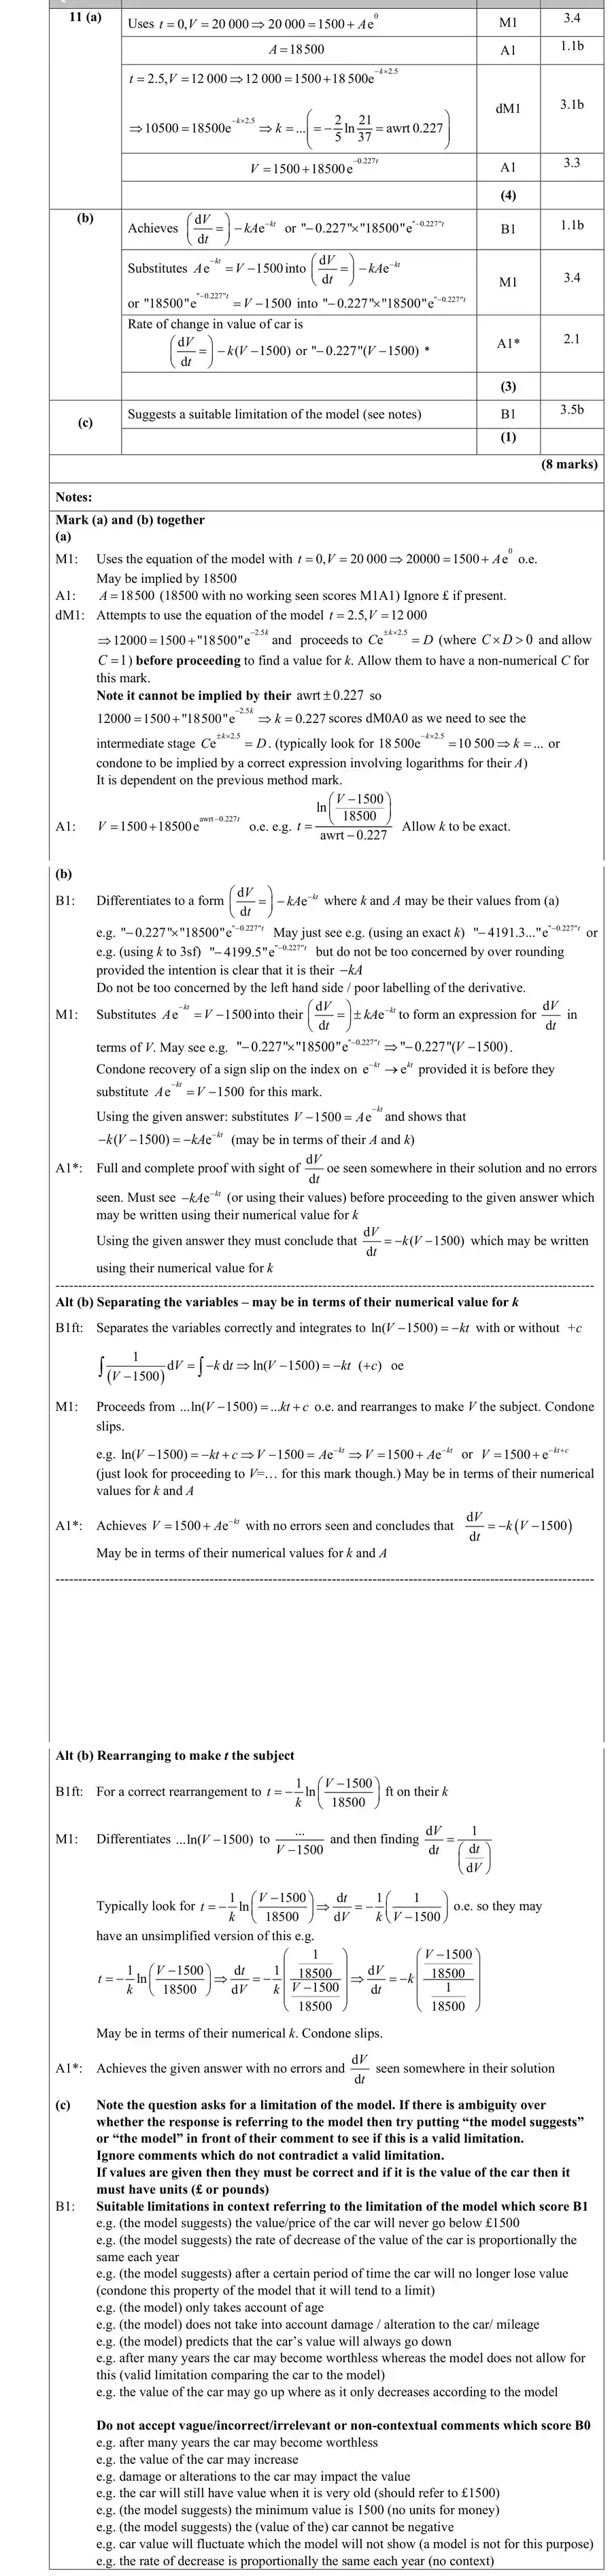 11 (a) Uses t = 0, V = 20 000 ⇒ 20 000 = 1500 + Ae^0 M1 3.4
A = 18500 A1 1.1b
t = 2.5, V = 12 000 ⇒ 12 000 = 1500 + 18 500e^(−k×2.5)
⇒ 10500 = 18500e^(−k×2.5) ⇒ k = ... ( = −2/5 ln 21/37 = awrt 0.227 ) dM1 3.1b
V = 1500 + 18500e^(−0.227t) A1 3.3
(4)
(b) Achieves (dV/dt =) −kAe^(−kt) or "−0.227"×"18500"e^("−0.227"t) B1 1.1b
Substitutes Ae^(−kt) = V −1500 into (dV/dt =) −kAe^(−kt)
or "18500"e^("−0.227"t) = V −1500 into "−0.227"×"18500"e^("−0.227"t) M1 3.4
Rate of change in value of car is
(dV/dt =) −k(V −1500) or "−0.227"(V −1500) * A1* 2.1
(3)
(c) Suggests a suitable limitation of the model (see notes) B1 3.5b
(1)
(8 marks)
Notes:
Mark (a) and (b) together
(a)
M1: Uses the equation of the model with t = 0, V = 20 000 ⇒ 20000 = 1500 + Ae^0 o.e.
May be implied by 18500
A1: A = 18500 (18500 with no working seen scores M1A1) Ignore £ if present.
dM1: Attempts to use the equation of the model t = 2.5, V = 12 000
⇒ 12000 = 1500 + "18500"e^(−2.5k) and proceeds to Ce^(±k×2.5) = D (where C × D > 0 and allow
C = 1) before proceeding to find a value for k. Allow them to have a non-numerical C for
this mark.
Note it cannot be implied by their awrt ± 0.227 so
12000 = 1500 + "18500"e^(−2.5k) ⇒ k = 0.227 scores dM0A0 as we need to see the
intermediate stage Ce^(±k×2.5) = D. (typically look for 18 500e^(−k×2.5) = 10 500 ⇒ k = ... or
condone to be implied by a correct expression involving logarithms for their A)
It is dependent on the previous method mark.
A1: V = 1500 + 18500e^(awrt −0.227t) o.e. e.g. t = ln((V −1500)/18500) / (awrt − 0.227) Allow k to be exact.
(b)
B1: Differentiates to a form (dV/dt =) −kAe^(−kt) where k and A may be their values from (a)
e.g. "−0.227"×"18500"e^("−0.227"t) May just see e.g. (using an exact k) "−4191.3..."e^("−0.227"t) or
e.g. (using k to 3sf) "−4199.5"e^("−0.227"t) but do not be too concerned by over rounding
provided the intention is clear that it is their −kA
Do not be too concerned by the left hand side / poor labelling of the derivative.
M1: Substitutes Ae^(−kt) = V −1500 into their (dV/dt =) ± kAe^(−kt) to form an expression for dV/dt in
terms of V. May see e.g. "−0.227"×"18500"e^("−0.227"t) ⇒ "−0.227"(V −1500).
Condone recovery of a sign slip on the index on e^(−kt) → e^(kt) provided it is before they
substitute Ae^(−kt) = V −1500 for this mark.
Using the given answer: substitutes V −1500 = Ae^(−kt) and shows that
−k(V −1500) = −kAe^(−kt) (may be in terms of their A and k)
A1*: Full and complete proof with sight of dV/dt oe seen somewhere in their solution and no errors
seen. Must see −kAe^(−kt) (or using their values) before proceeding to the given answer which
may be written using their numerical value for k
Using the given answer they must conclude that dV/dt = −k(V −1500) which may be written
using their numerical value for k
Alt (b) Separating the variables – may be in terms of their numerical value for k
B1ft: Separates the variables correctly and integrates to ln(V −1500) = −kt with or without +c
∫ 1/(V −1500) dV = ∫ −k dt ⇒ ln(V −1500) = −kt (+c) oe
M1: Proceeds from ...ln(V −1500) = ...kt + c o.e. and rearranges to make V the subject. Condone
slips.
e.g. ln(V −1500) = −kt + c ⇒ V −1500 = Ae^(−kt) ⇒ V = 1500 + Ae^(−kt) or V = 1500 + e^(−kt+c)
(just look for proceeding to V=… for this mark though.) May be in terms of their numerical
values for k and A
A1*: Achieves V = 1500 + Ae^(−kt) with no errors seen and concludes that dV/dt = −k(V −1500)
May be in terms of their numerical values for k and A
Alt (b) Rearranging to make t the subject
B1ft: For a correct rearrangement to t = −1/k ln((V −1500)/18500) ft on their k
M1: Differentiates ...ln(V −1500) to .../(V −1500) and then finding dV/dt = 1/(dt/dV)
Typically look for t = −1/k ln((V −1500)/18500) ⇒ dt/dV = −1/k (1/(V −1500)) o.e. so they may
have an unsimplified version of this e.g.
t = −1/k ln((V −1500)/18500) ⇒ dt/dV = −1/k ((1/18500)/((V −1500)/18500)) ⇒ dV/dt = −k (((V −1500)/18500)/(1/18500))
May be in terms of their numerical k. Condone slips.
A1*: Achieves the given answer with no errors and dV/dt seen somewhere in their solution
(c) Note the question asks for a limitation of the model. If there is ambiguity over
whether the response is referring to the model then try putting “the model suggests”
or “the model” in front of their comment to see if this is a valid limitation.
Ignore comments which do not contradict a valid limitation.
If values are given then they must be correct and if it is the value of the car then it
must have units (£ or pounds)
B1: Suitable limitations in context referring to the limitation of the model which score B1
e.g. (the model suggests) the value/price of the car will never go below £1500
e.g. (the model suggests) the rate of decrease of the value of the car is proportionally the
same each year
e.g. (the model suggests) after a certain period of time the car will no longer lose value
(condone this property of the model that it will tend to a limit)
e.g. (the model) only takes account of age
e.g. (the model) does not take into account damage / alteration to the car/ mileage
e.g. (the model) predicts that the car’s value will always go down
e.g. after many years the car may become worthless whereas the model does not allow for
this (valid limitation comparing the car to the model)
e.g. the value of the car may go up where as it only decreases according to the model
Do not accept vague/incorrect/irrelevant or non-contextual comments which score B0
e.g. after many years the car may become worthless
e.g. the value of the car may increase
e.g. damage or alterations to the car may impact the value
e.g. the car will still have value when it is very old (should refer to £1500)
e.g. (the model suggests) the minimum value is 1500 (no units for money)
e.g. (the model suggests) the (value of the) car cannot be negative
e.g. car value will fluctuate which the model will not show (a model is not for this purpose)
e.g. the rate of decrease is proportionally the same each year (no context)